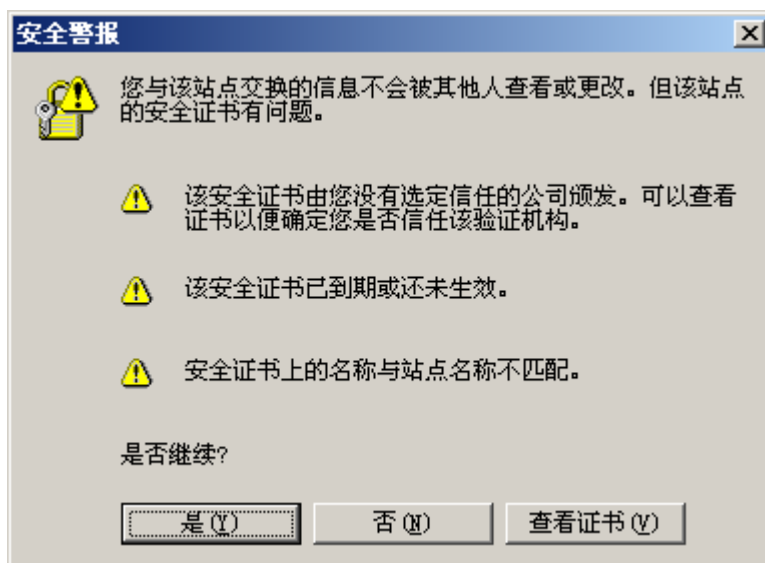 安全警报
您与该站点交换的信息不会被其他人查看或更改。但该站点
的安全证书有问题。
该安全证书由您没有选定信任的公司颁发。可以查看
证书以便确定您是否信任该验证机构。
该安全证书已到期或还未生效。
安全证书上的名称与站点名称不匹配。
是否继续?
是(Y) 否(N) 查看证书(V)